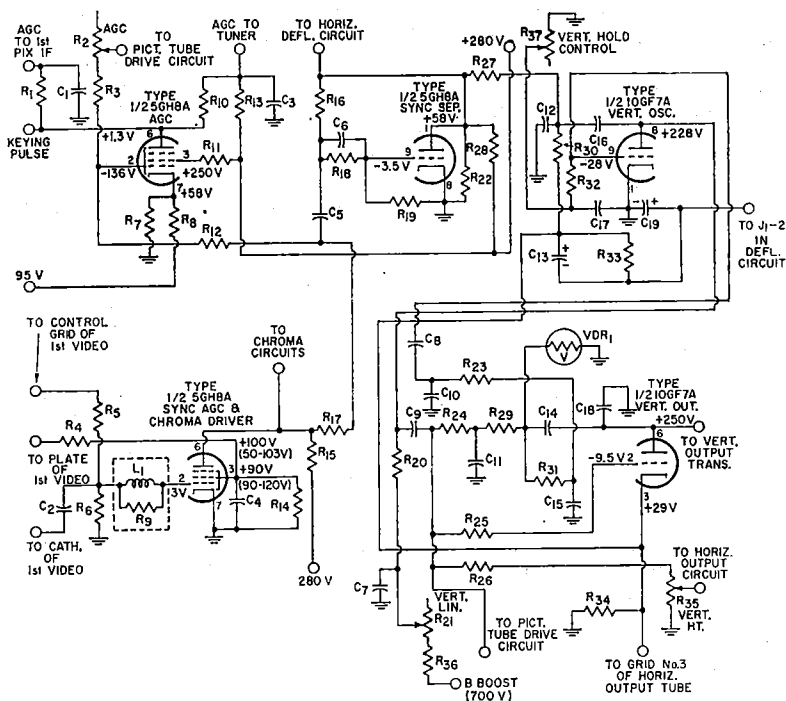 AGC TO 1st PIX IF
AGC
R2
TO PICT. TUBE DRIVE CIRCUIT
AGC TO TUNER
TO HORIZ. DEFL. CIRCUIT
+280 V
R37
VERT. HOLD CONTROL
R1
C1
R3
TYPE 1/2 5GH8A AGC
R10
R13
C3
R16
R27
TYPE 1/2 5GH8A SYNC SEP.
+58V
C12
C16
TYPE 1/2 10GF7A VERT. OSC.
8
+228V
KEYING PULSE
+1.3V
6
2
-136V
3
+250V
R11
7
+58V
C6
R18
9
-3.5V
1
8
R28
R22
R19
R30
9
-28V
R32
1
C17
C19
- +
R7
R8
R12
C5
C13
+
-
R33
TO J1-2 IN DEFL. CIRCUIT
95 V
TO CONTROL GRID OF 1st VIDEO
TO CHROMA CIRCUITS
C8
VDR1
V
R5
TYPE 1/2 5GH8A SYNC AGC & CHROMA DRIVER
R17
C10
R23
TYPE 1/2 10GF7A VERT. OUT.
R4
+100V (50-103V)
R15
C9
R24
R29
C14
C18
6
+250V
TO PLATE OF 1st VIDEO
L1
6
3
+90V (90-120V)
R20
C11
R31
-9.5V
2
TO VERT. OUTPUT TRANS.
C2
R6
R9
2
3V
7
C4
R14
C15
3
+29V
TO CATH. OF 1st VIDEO
280 V
R25
R26
TO HORIZ. OUTPUT CIRCUIT
C7
VERT. LIN.
R21
R34
R35 VERT. HT.
TO PICT. TUBE DRIVE CIRCUIT
R36
B BOOST (700 V)
TO GRID No.3 OF HORIZ. OUTPUT TUBE